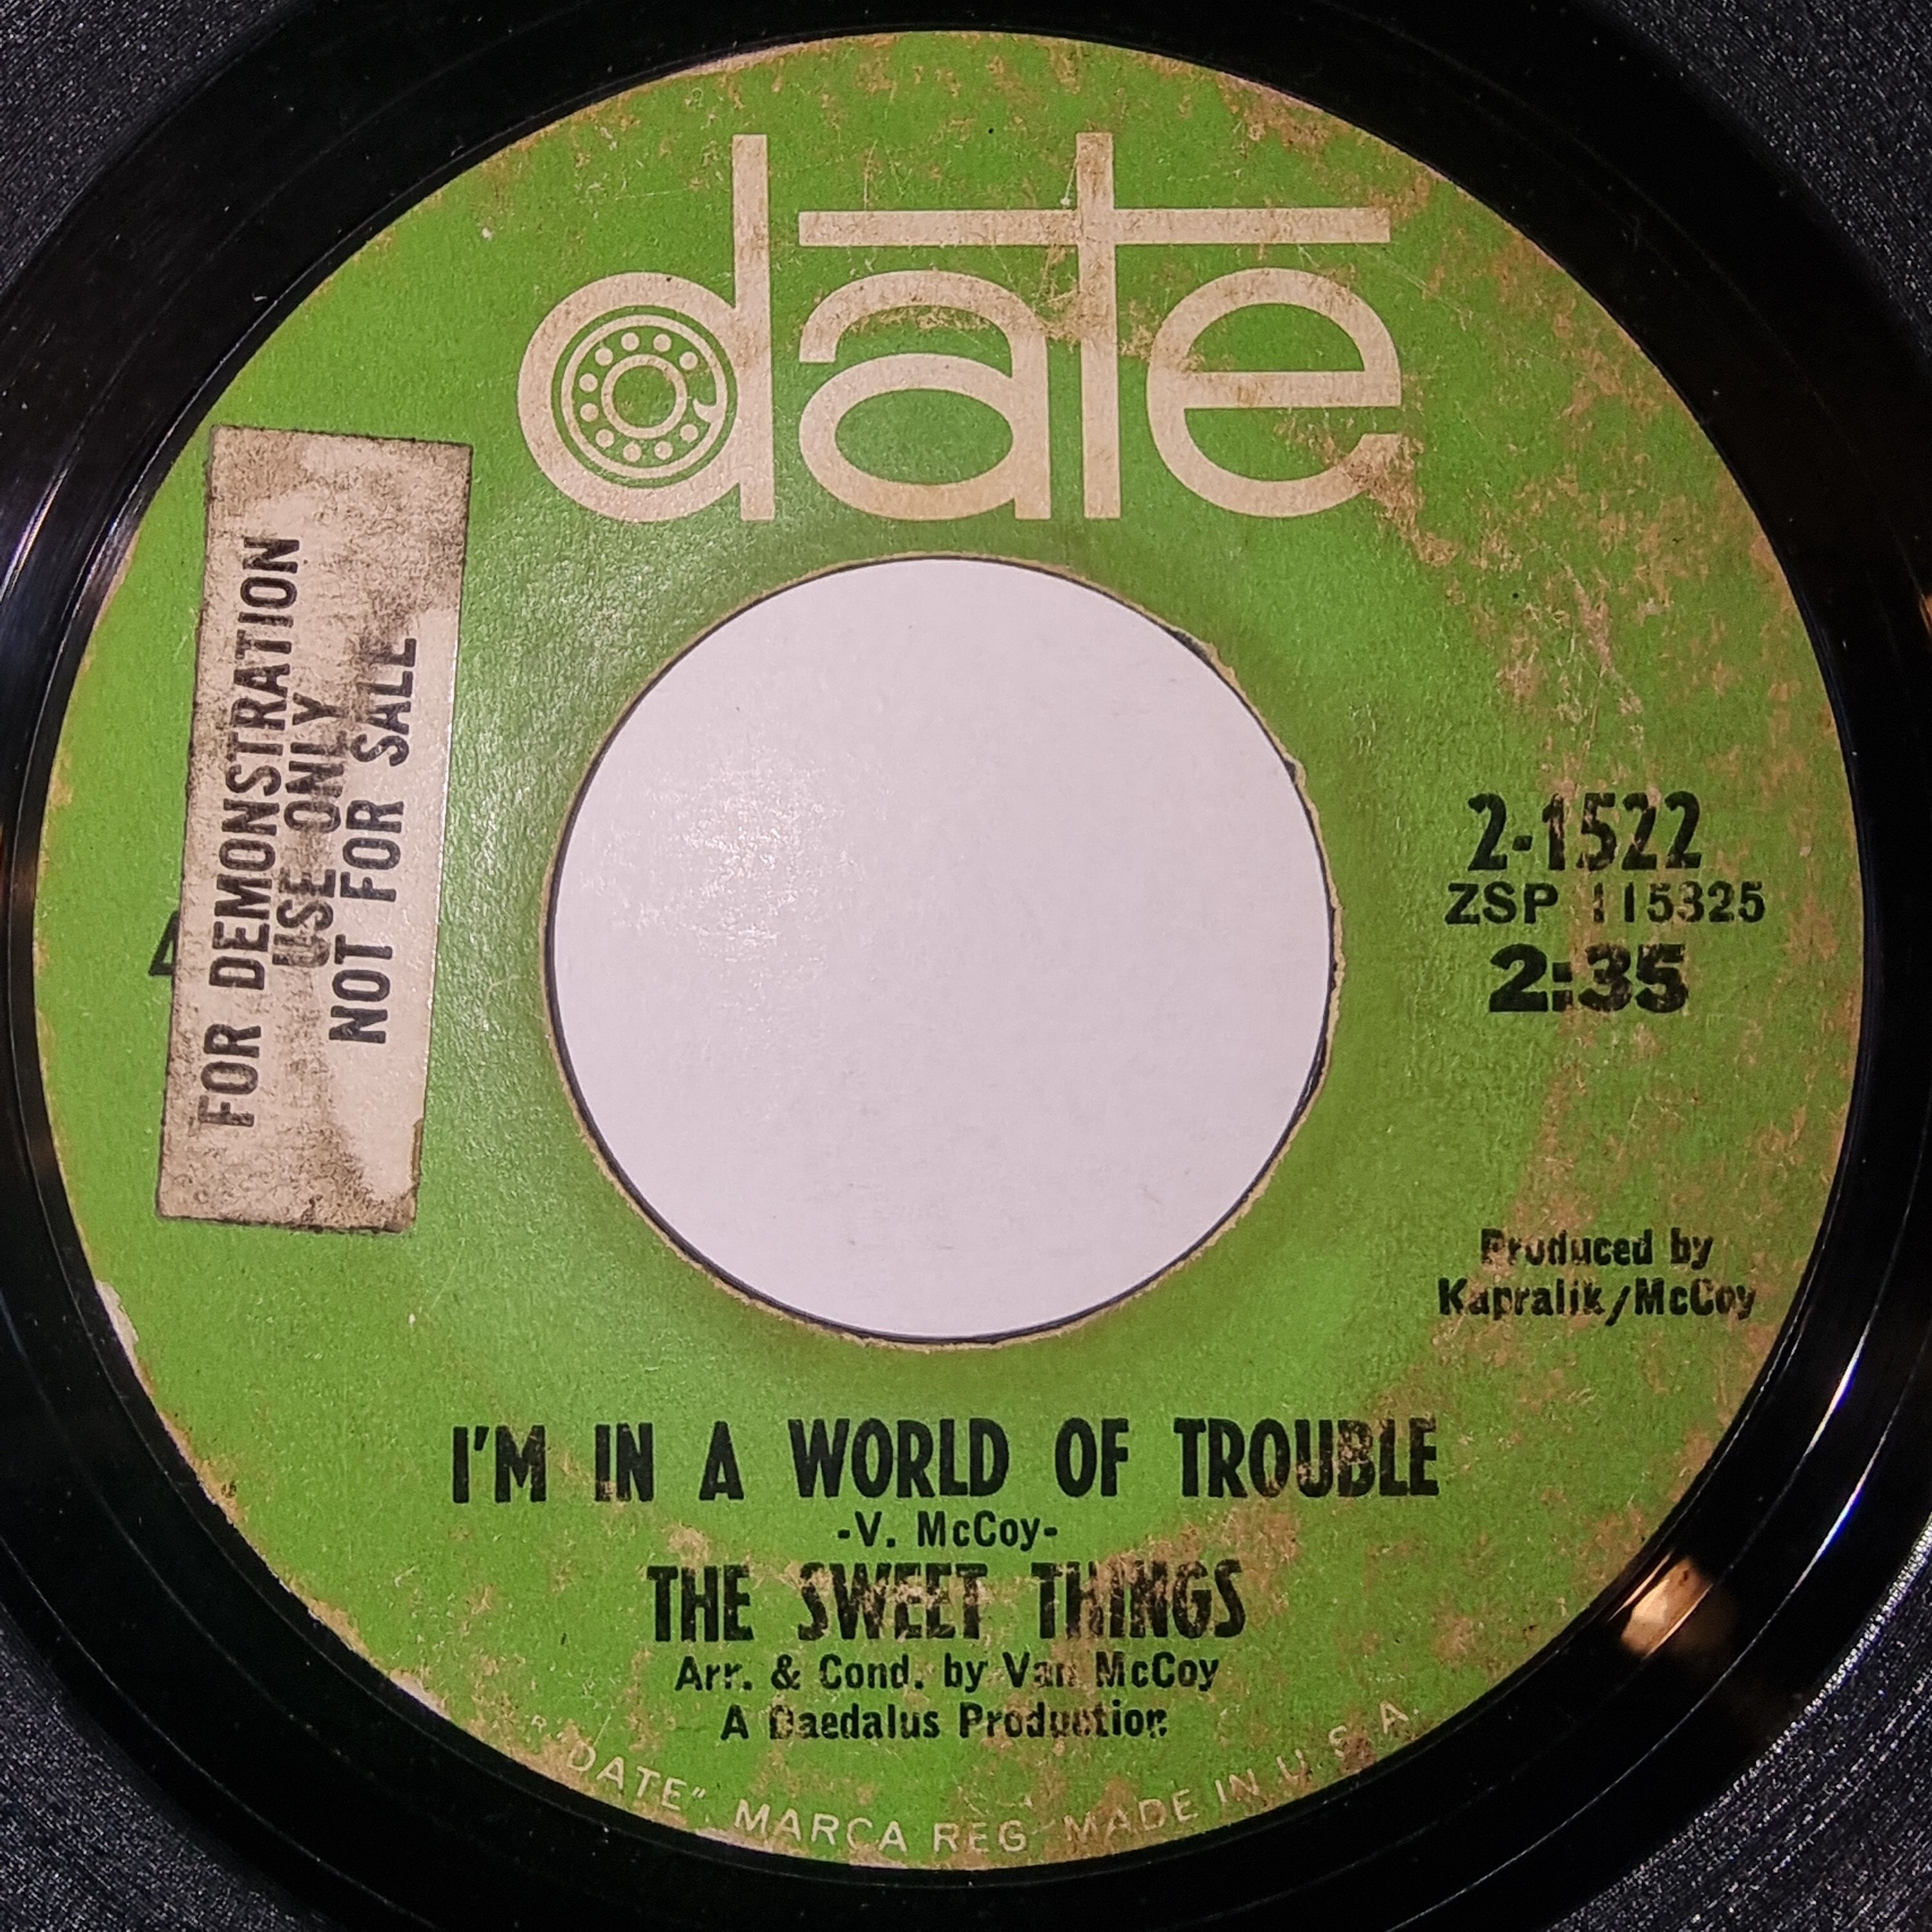 date
FOR DEMONSTRATION
USE ONLY
NOT FOR SALE
2-1522
ZSP 115325
2:35
Produced by
Kapralik/McCoy
I'M IN A WORLD OF TROUBLE
-V. McCoy-
THE SWEET THINGS
Arr. & Cond. by Van McCoy
A Daedalus Production
"DATE". MARCA REG MADE IN U.S.A.